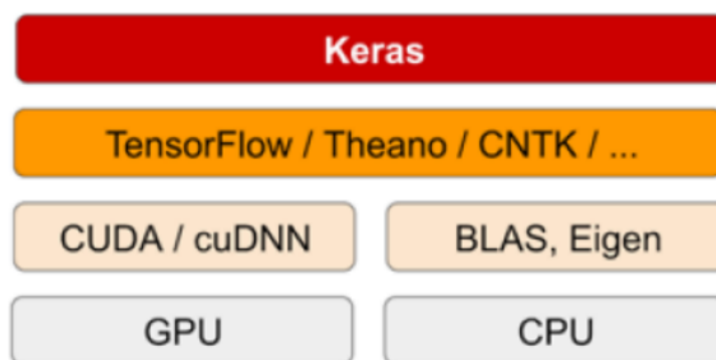 Keras
TensorFlow / Theano / CNTK / ...
CUDA / cuDNN
BLAS, Eigen
GPU
CPU